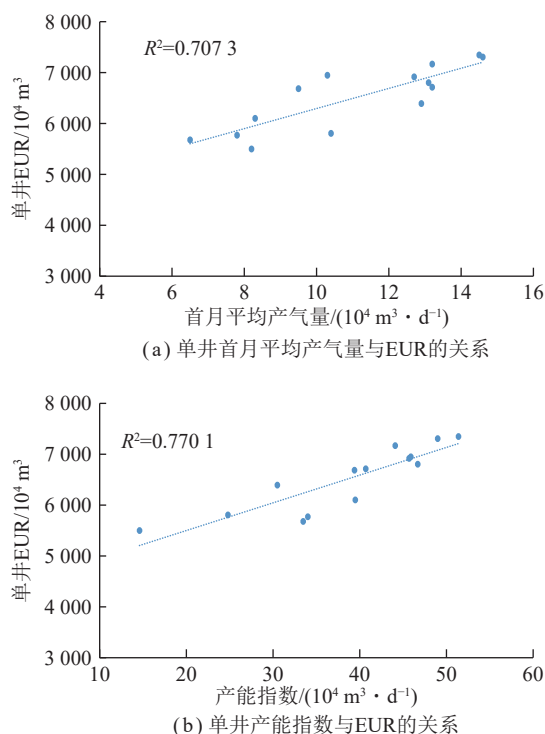 R²=0.707 3
8 000
7 000
6 000
5 000
4 000
3 000
单井EUR/10⁴ m³
4 6 8 10 12 14 16
首月平均产气量/(10⁴ m³·d⁻¹)
(a) 单井首月平均产气量与EUR的关系
R²=0.770 1
8 000
7 000
6 000
5 000
4 000
3 000
单井EUR/10⁴ m³
10 20 30 40 50 60
产能指数/(10⁴ m³·d⁻¹)
(b) 单井产能指数与EUR的关系